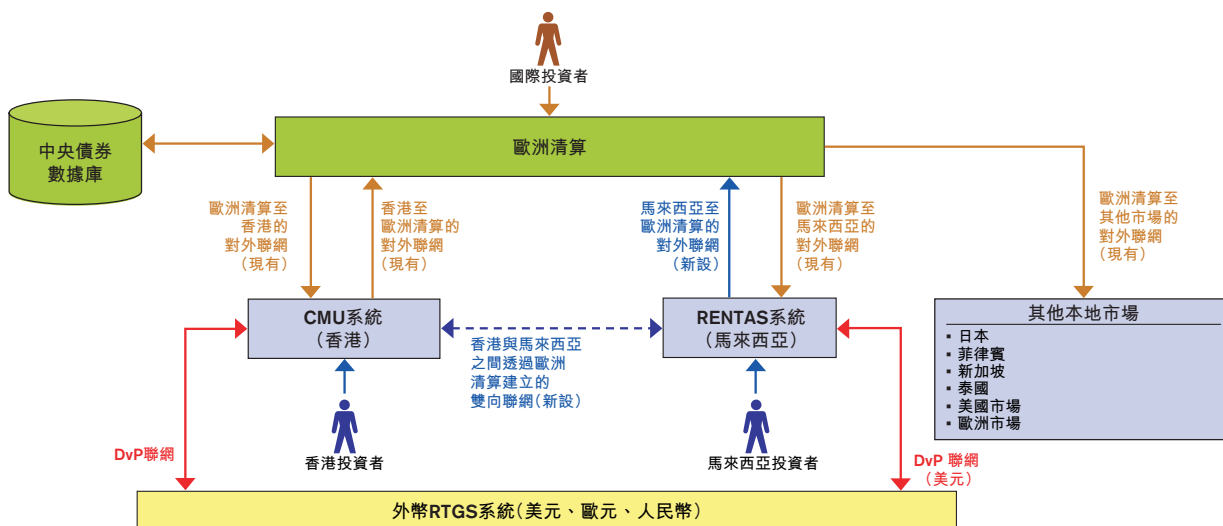 國際投資者
中央債券
數據庫
歐洲清算
歐洲清算至
香港的
對外聯網
(現有)
香港至
歐洲清算的
對外聯網
(現有)
馬來西亞至
歐洲清算的
對外聯網
(新設)
歐洲清算至
馬來西亞的
對外聯網
(現有)
歐洲清算至
其他市場的
對外聯網
(現有)
CMU系統
(香港)
香港與馬來西亞
之間透過歐洲
清算建立的
雙向聯網(新設)
RENTAS系統
(馬來西亞)
其他本地市場
▪ 日本
▪ 菲律賓
▪ 新加坡
▪ 泰國
▪ 美國市場
▪ 歐洲市場
DvP聯網
香港投資者
馬來西亞投資者
DvP 聯網
(美元)
外幣RTGS系統(美元、歐元、人民幣)